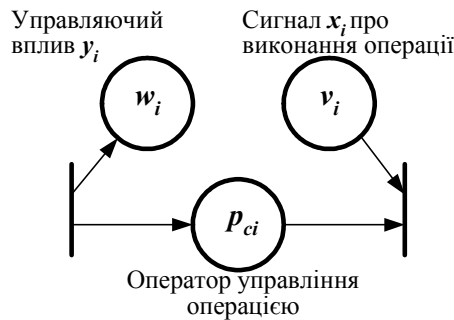 Управляючий
вплив y_i
Сигнал x_i про
виконання операції
w_i
v_i
p_ci
Оператор управління
операцією